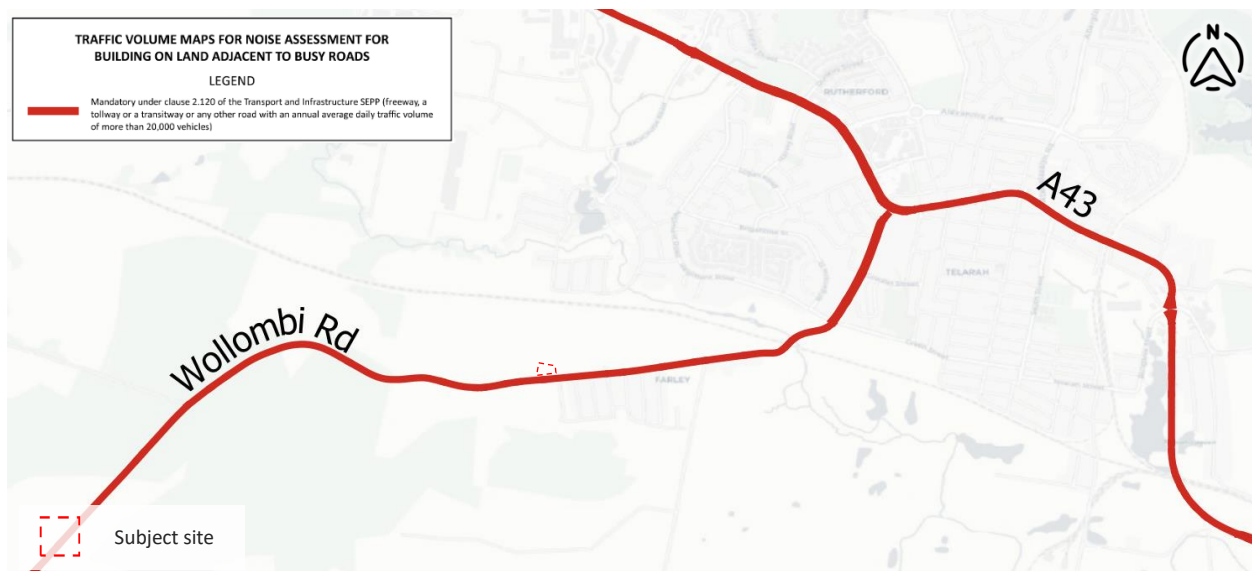 TRAFFIC VOLUME MAPS FOR NOISE ASSESSMENT FOR
BUILDING ON LAND ADJACENT TO BUSY ROADS
LEGEND
Mandatory under clause 2.120 of the Transport and Infrastructure SEPP (freeway, a
tollway or a transitway or any other road with an annual average daily traffic volume
of more than 20,000 vehicles)
N
RUTHERFORD
Alexandra Ave
A43
TELARAH
Wollombi Rd
FARLEY
Subject site